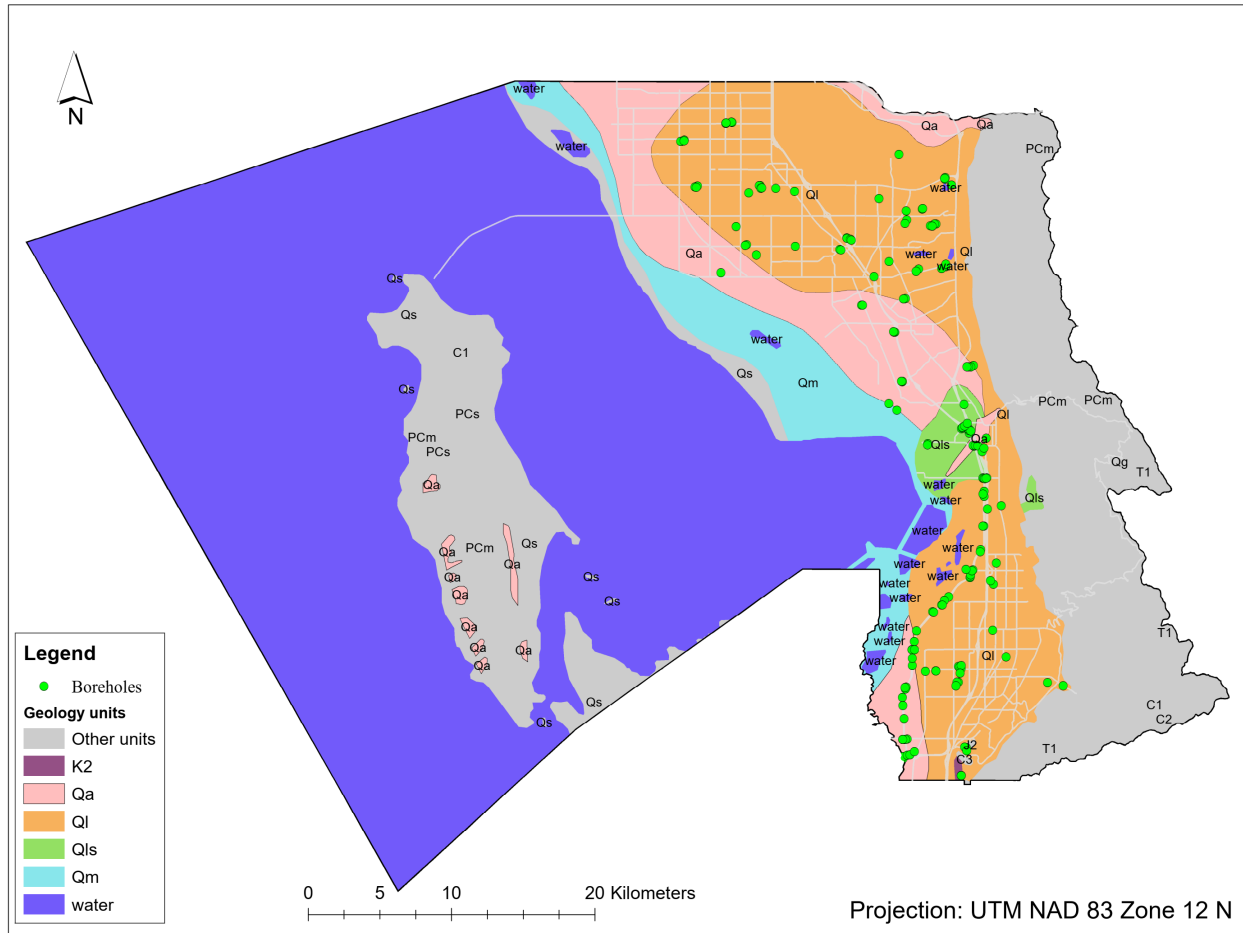 N
water
Qa
Qa
PCm
water
water
Ql
Qa
water
Ql
water
Qs
Qs
C1
water
Qs
Qm
Qs
PCs
PCm
PCm
Ql
PCm
PCs
Qls
Qa
Qg
T1
Qa
water
Qls
water
water
Qs
Qa
PCm
Qa
water
water
Qa
Qs
water
water
Qa
Qs
water
Qa
water
T1
water
Qa
Qa
Ql
water
Qa
Qs
C1
C2
Qs
J2
T1
C3
Legend
Boreholes
Geology units
Other units
K2
Qa
Ql
Qls
Qm
water
0 5 10 20 Kilometers
Projection: UTM NAD 83 Zone 12 N